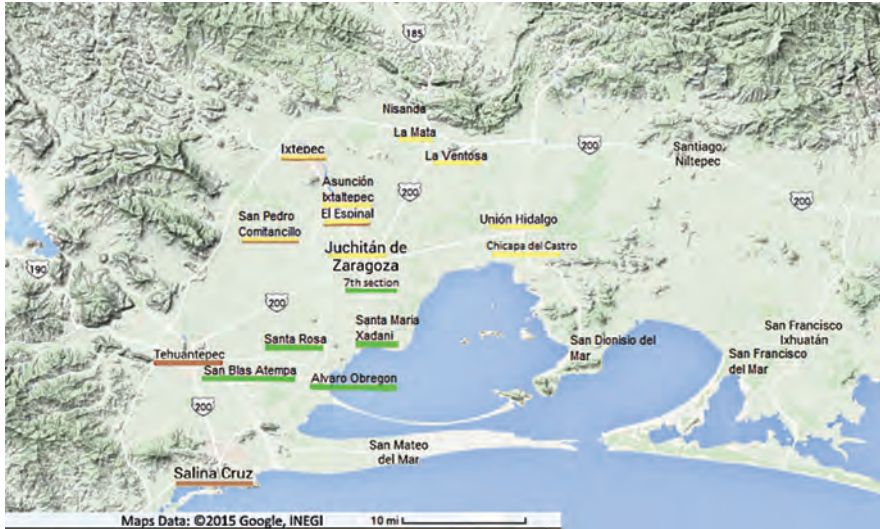 185
Nisanda
La Mata
Ixtepec
La Ventosa
200
Santiago
Niltepec
Asunción
Ixtaltepec
El Espinal
200
200
San Pedro
Comitancillo
Unión Hidalgo
Chicapa del Castro
Juchitán de
Zaragoza
7th section
190
200
Santa Rosa
Santa Maria
Xadani
San Dionisio del
Mar
San Francisco
Ixhuatán
San Francisco
del Mar
Tehuantepec
San Blas Atempa
Alvaro Obregon
200
San Mateo
del Mar
Salina Cruz
Maps Data: ©2015 Google, INEGI
10 mi